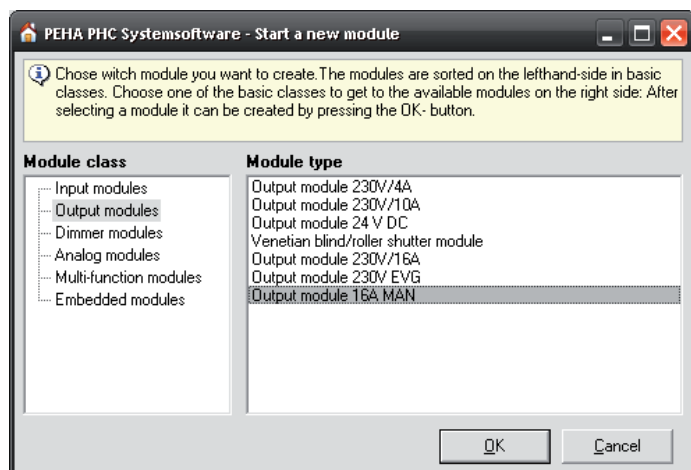 PEHA PHC Systemsoftware - Start a new module
Chose witch module you want to create. The modules are sorted on the lefthand-side in basic
classes. Choose one of the basic classes to get to the available modules on the right side: After
selecting a module it can be created by pressing the OK- button.
Module class
Input modules
Output modules
Dimmer modules
Analog modules
Multi-function modules
Embedded modules
Module type
Output module 230V/4A
Output module 230V/10A
Output module 24 V DC
Venetian blind/roller shutter module
Output module 230V/16A
Output module 230V EVG
Output module 16A MAN
OK
Cancel